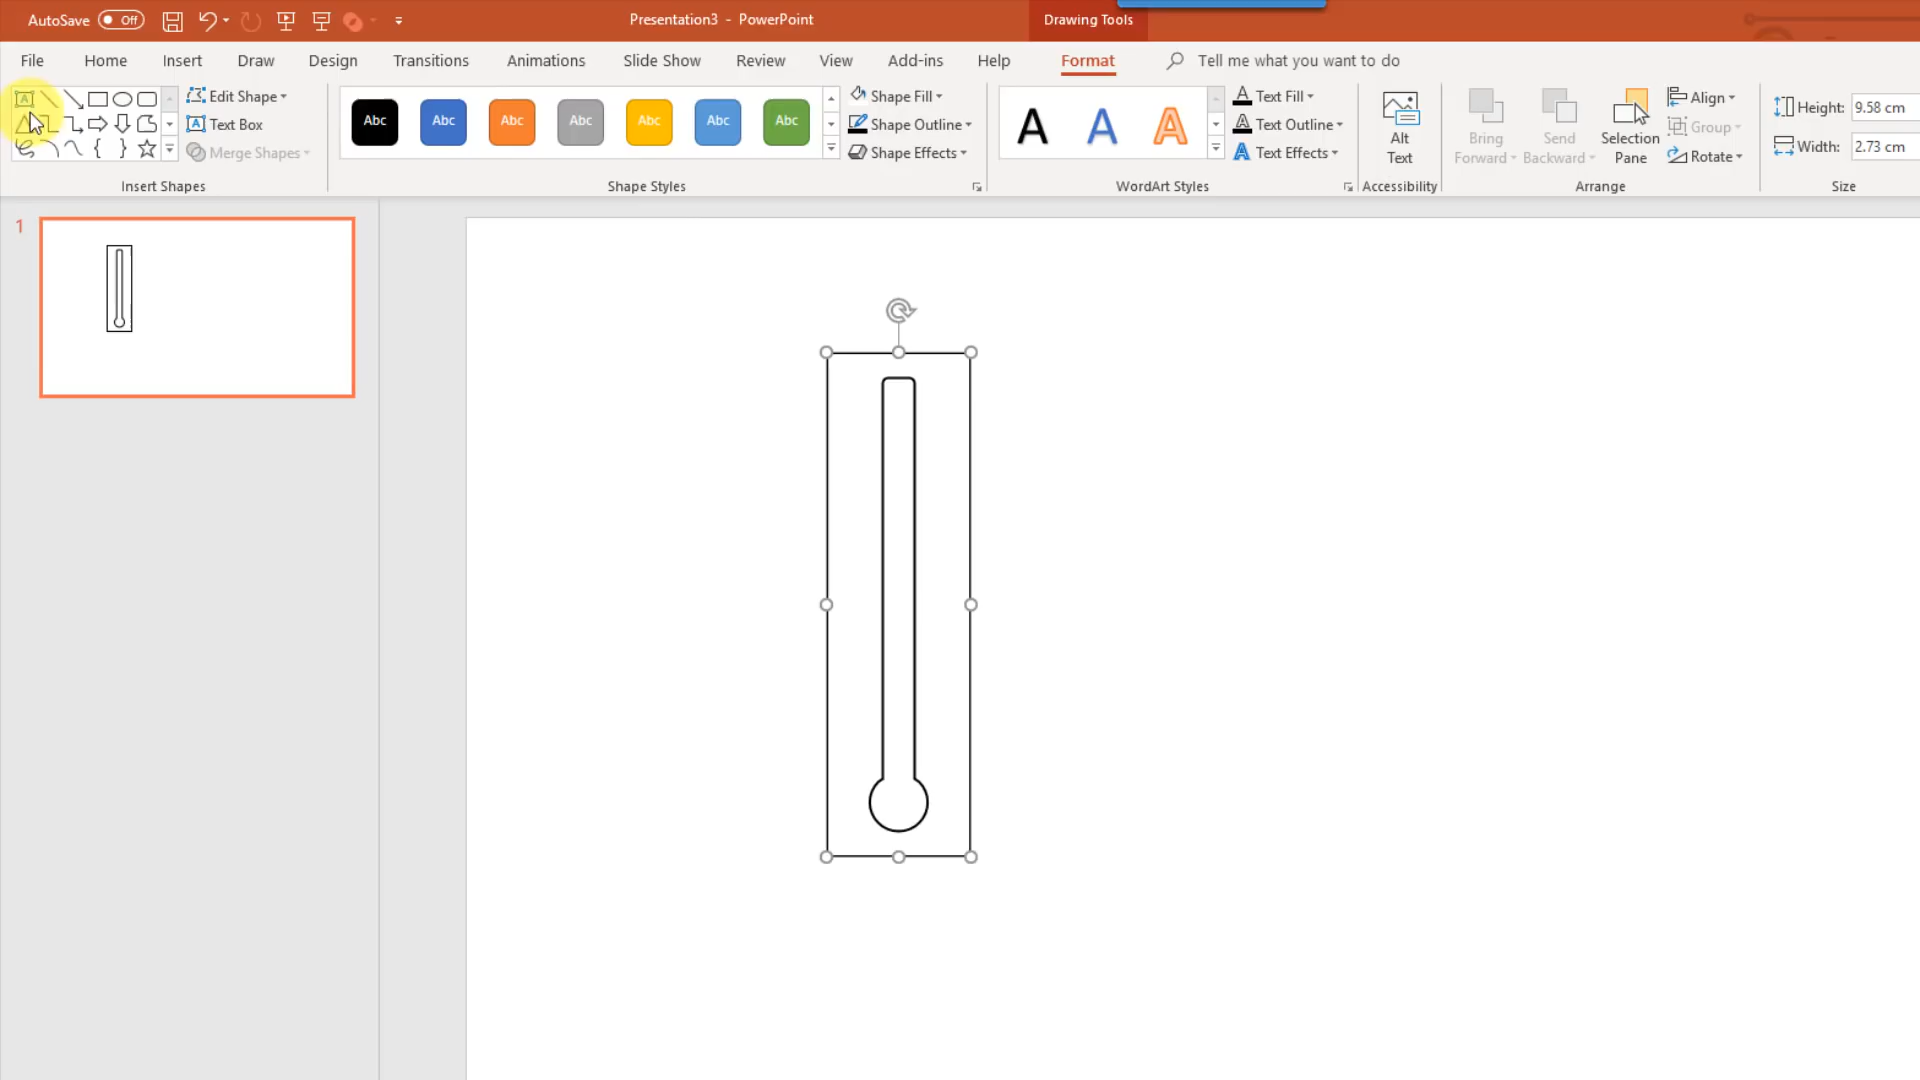 AutoSave Off Presentation3 - PowerPoint Drawing Tools
File Home Insert Draw Design Transitions Animations Slide Show Review View Add-ins Help Format Tell me what you want to do
Edit Shape
Text Box
Merge Shapes
Insert Shapes
Abc Abc Abc Abc Abc Abc Abc
Shape Fill
Shape Outline
Shape Effects
Shape Styles
A A A
Text Fill
Text Outline
Text Effects
WordArt Styles
Alt
Text
Accessibility
Bring
Forward
Send
Backward
Selection
Pane
Align
Group
Rotate
Arrange
Height: 9.58 cm
Width: 2.73 cm
Size
1